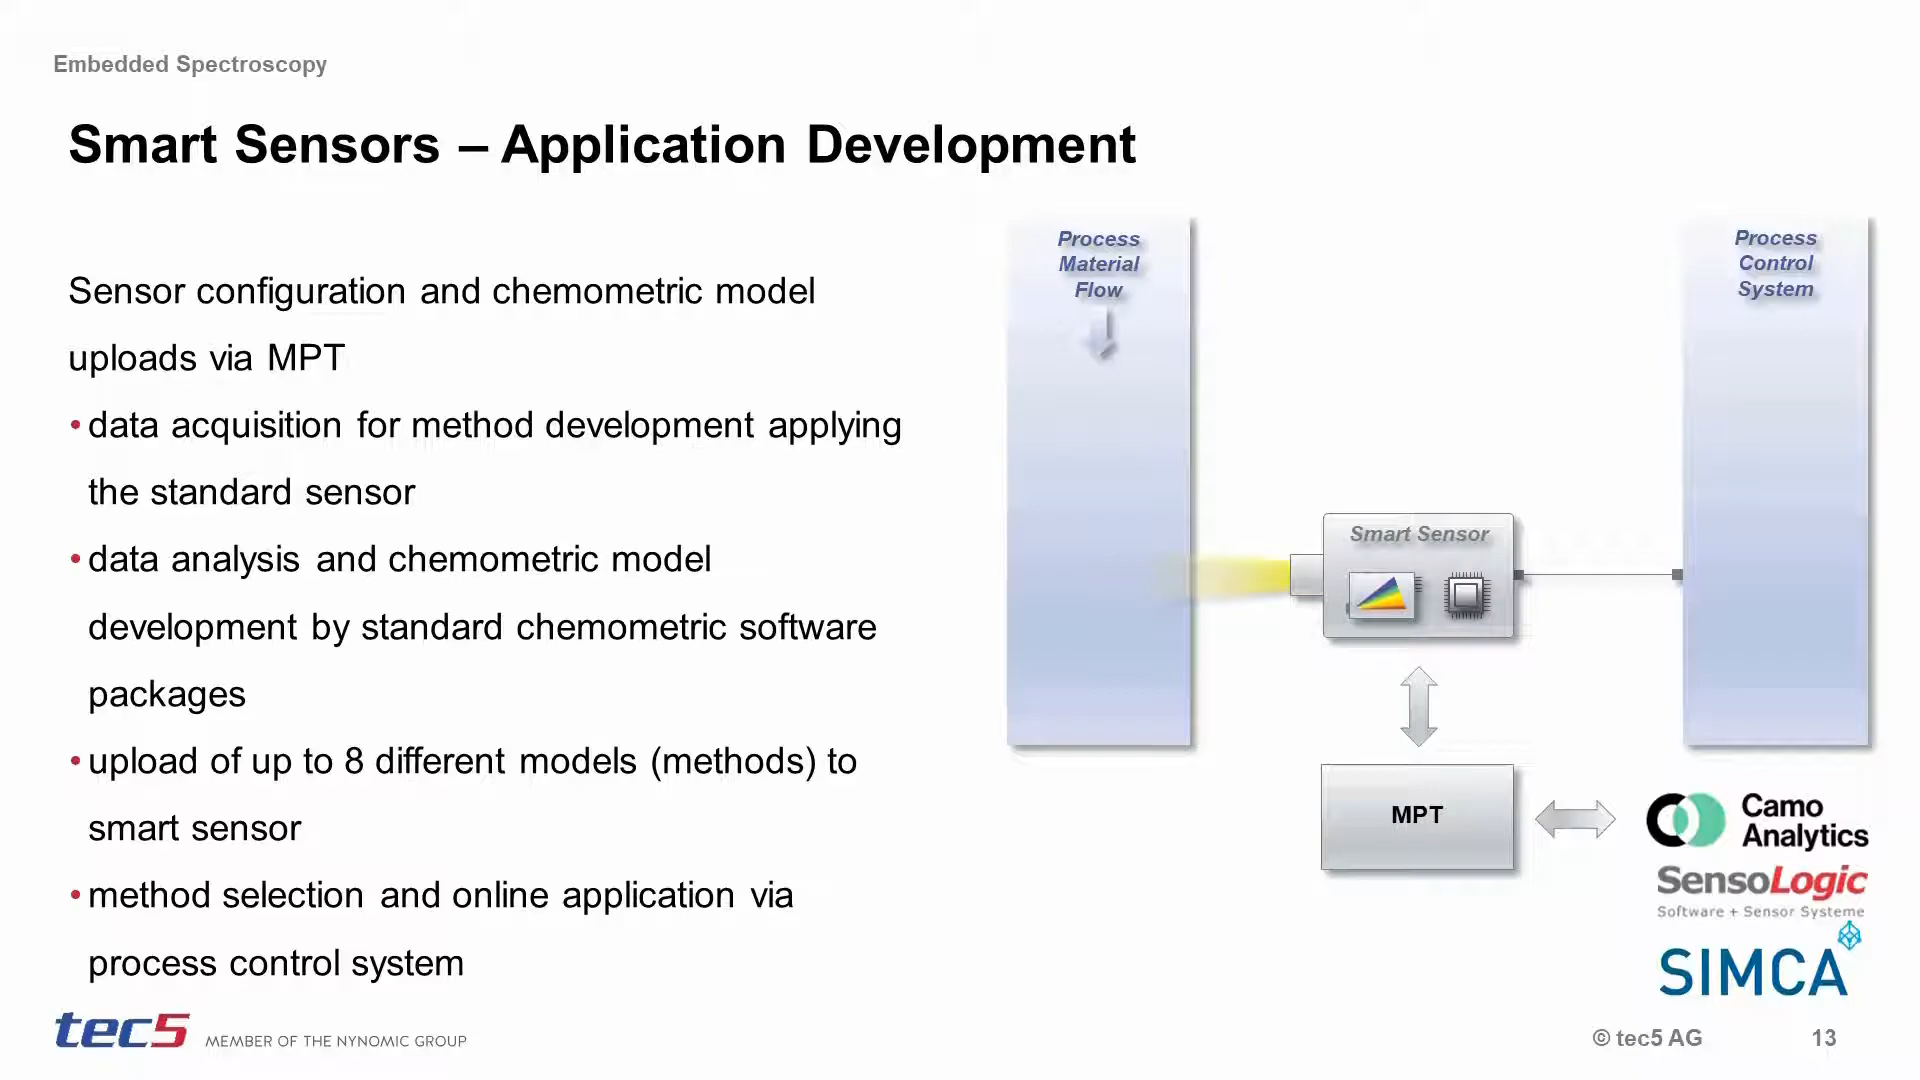 Embedded Spectroscopy
Smart Sensors – Application Development
Sensor configuration and chemometric model
uploads via MPT
• data acquisition for method development applying
the standard sensor
• data analysis and chemometric model
development by standard chemometric software
packages
• upload of up to 8 different models (methods) to
smart sensor
• method selection and online application via
process control system
Process
Material
Flow
Process
Control
System
Smart Sensor
MPT
Camo
Analytics
SensoLogic
Software + Sensor Systeme
SIMCA
tec5 MEMBER OF THE NYNOMIC GROUP
© tec5 AG 13